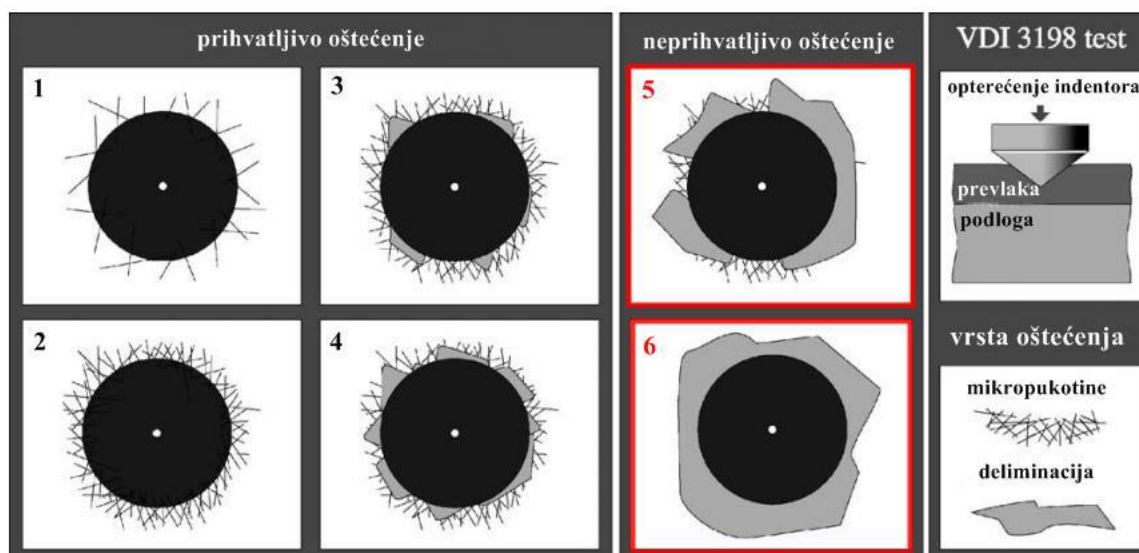 prihvatljivo oštećenje
1
3
2
4
neprihvatljivo oštećenje
5
6
VDI 3198 test
opterećenje indentora
prevlaka
podloga
vrsta oštećenja
mikropukotine
deliminacija